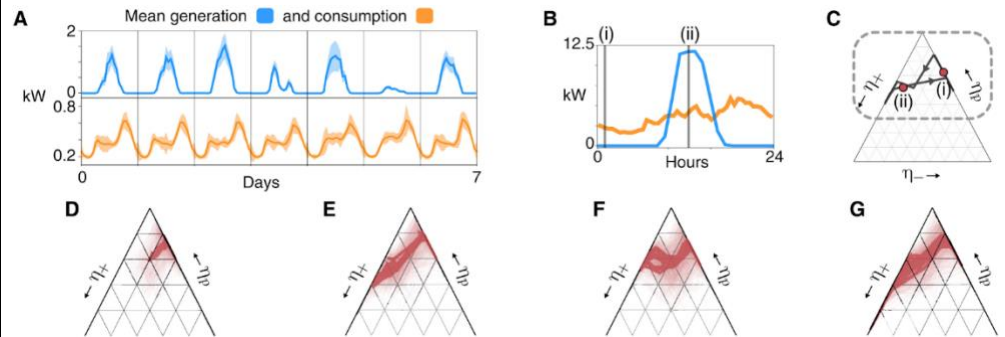 A
Mean generation and consumption
2
0
kW
0.8
0.2
0
Days
7
B
(i)
(ii)
12.5
kW
0
0
Hours
24
C
(i)
(ii)
← η+
← ηp
η− →
D
← η+
← ηp
E
← η+
← ηp
F
← η+
← ηp
G
← η+
← ηp